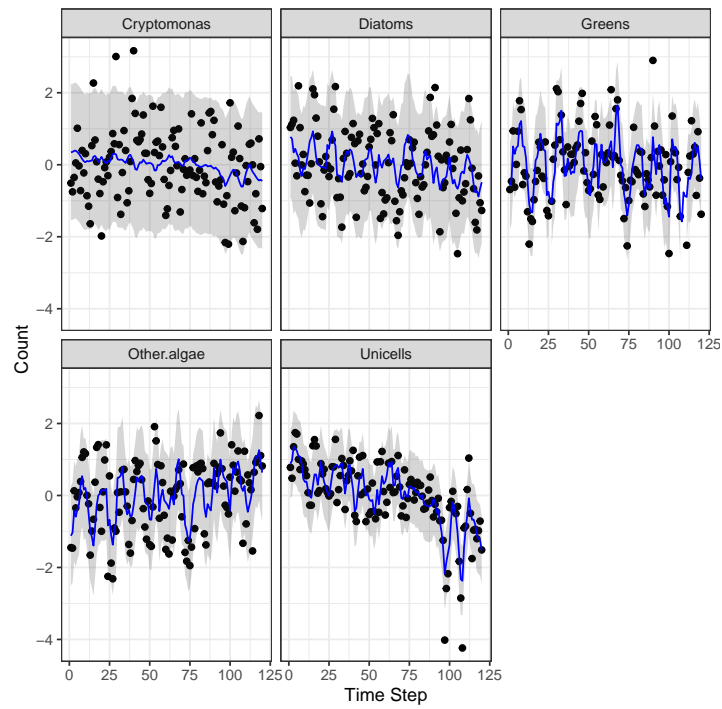 Cryptomonas Diatoms Greens
2
0
−2
−4
0 25 50 75 100 125
Other.algae Unicells
2
0
−2
−4
0 25 50 75 100 125 0 25 50 75 100 125
Count
Time Step